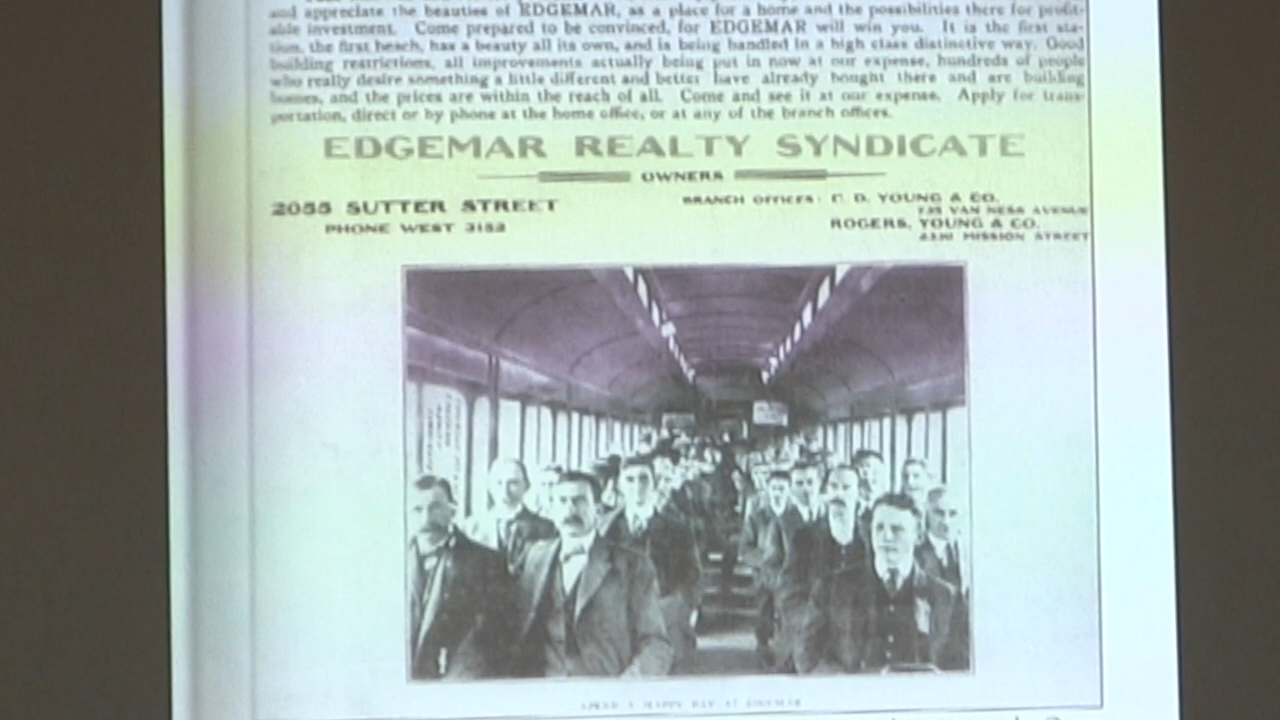 and appreciate the beauties of EDGEMAR, as a place for a home and the possibilities there for profit-
able investment. Come prepared to be convinced, for EDGEMAR will win you. It is the first sta-
tion, the first beach, has a beauty all its own, and is being handled in a high class distinctive way. Good
building restrictions, all improvements actually being put in now at our expense, hundreds of people
who really desire something a little different and better have already bought there and are building
homes, and the prices are within the reach of all. Come and see it at our expense. Apply for trans-
portation, direct or by phone at the home office, or at any of the branch offices.
EDGEMAR REALTY SYNDICATE
OWNERS
2055 SUTTER STREET
PHONE WEST 3153
BRANCH OFFICES: C. D. YOUNG & CO.
VAN NESS AVENUE
ROGERS, YOUNG & CO.
MISSION STREET
SPEND A HAPPY DAY AT EDGEMAR